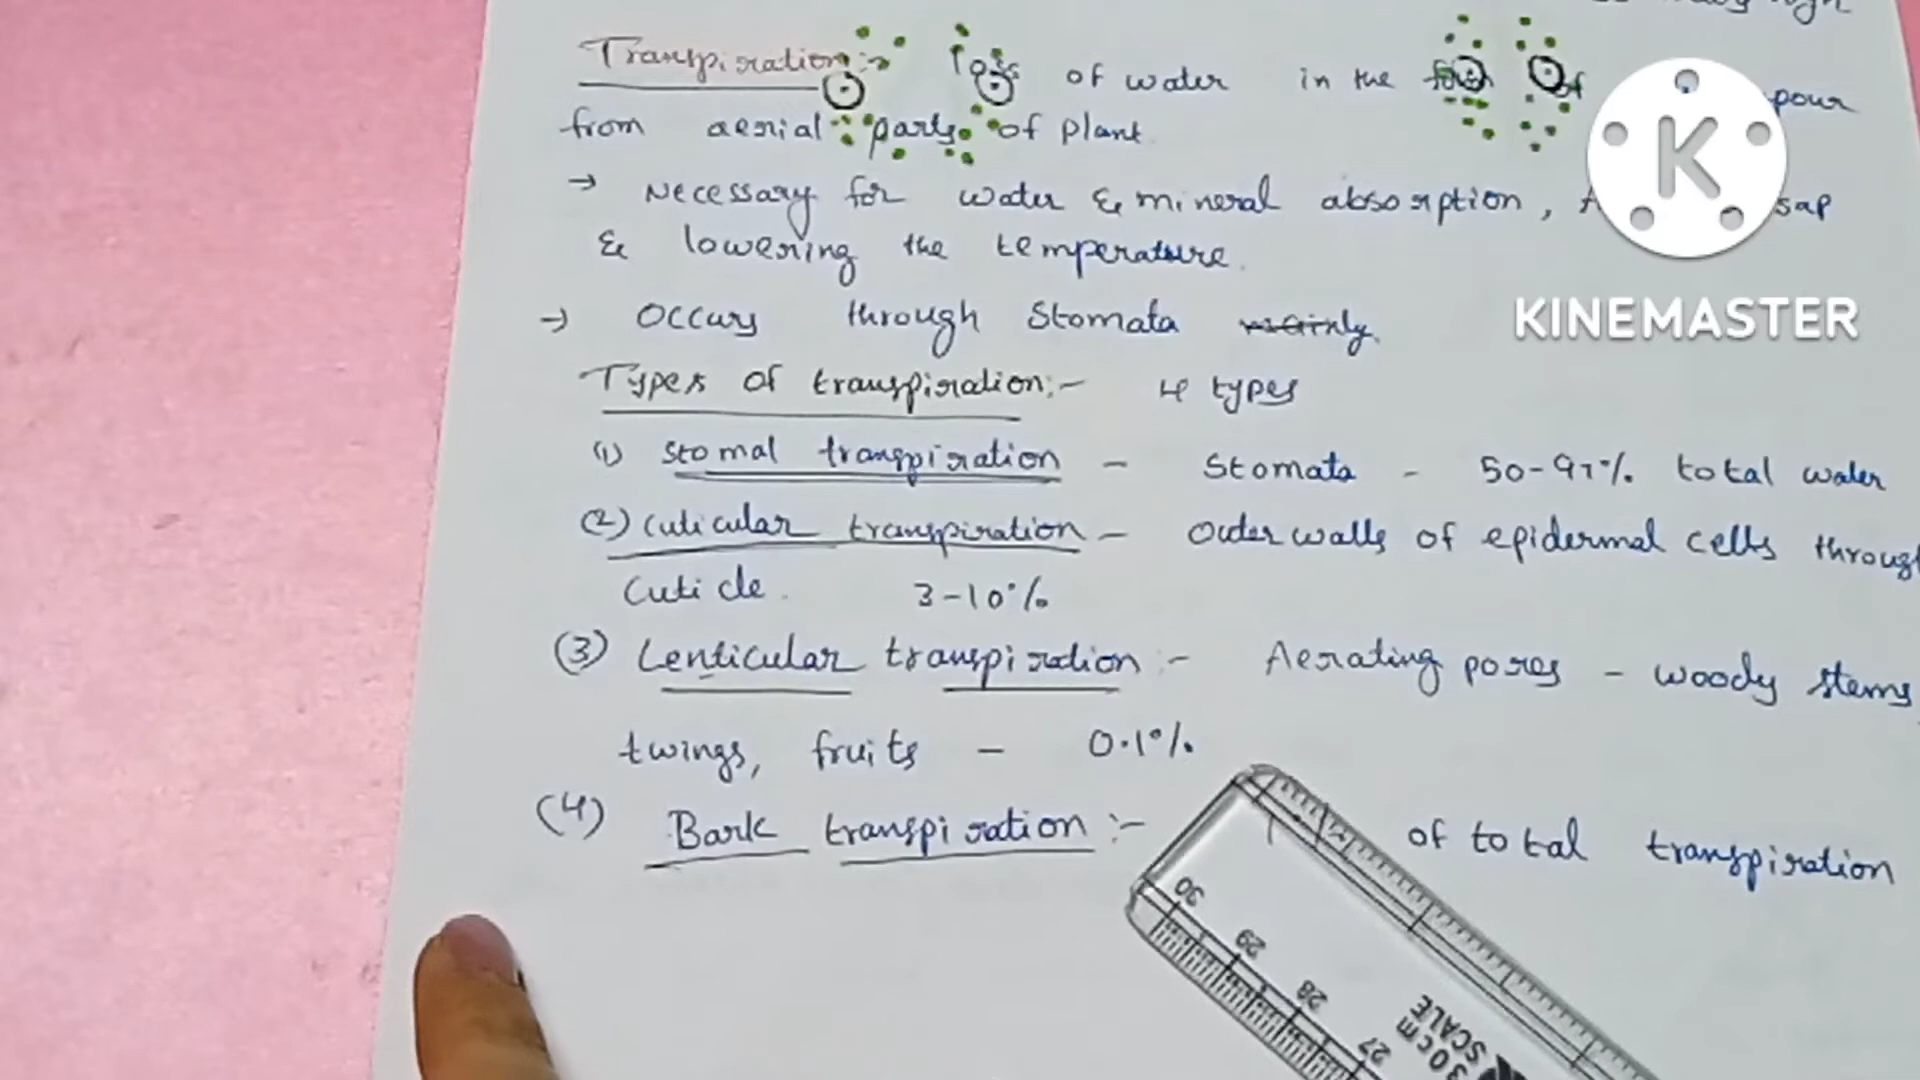 Transpiration :- loss of water in the form of pour
from aerial parts of plant.
→ Necessary for water & mineral absorption, sap
& lowering the temperature.
→ Occurs through Stomata mainly.
Types of transpiration:- 4 types
(1) Stomal transpiration - Stomata - 50-97% total water
(2) Cuticular transpiration - Outer walls of epidermal cells through
Cuticle. 3-10%
(3) Lenticular transpiration :- Aerating pores - woody stems,
twings, fruits - 0.1%
(4) Bark transpiration :- of total transpiration
K
KINEMASTER
30 29 28 27
30cm
SCALE